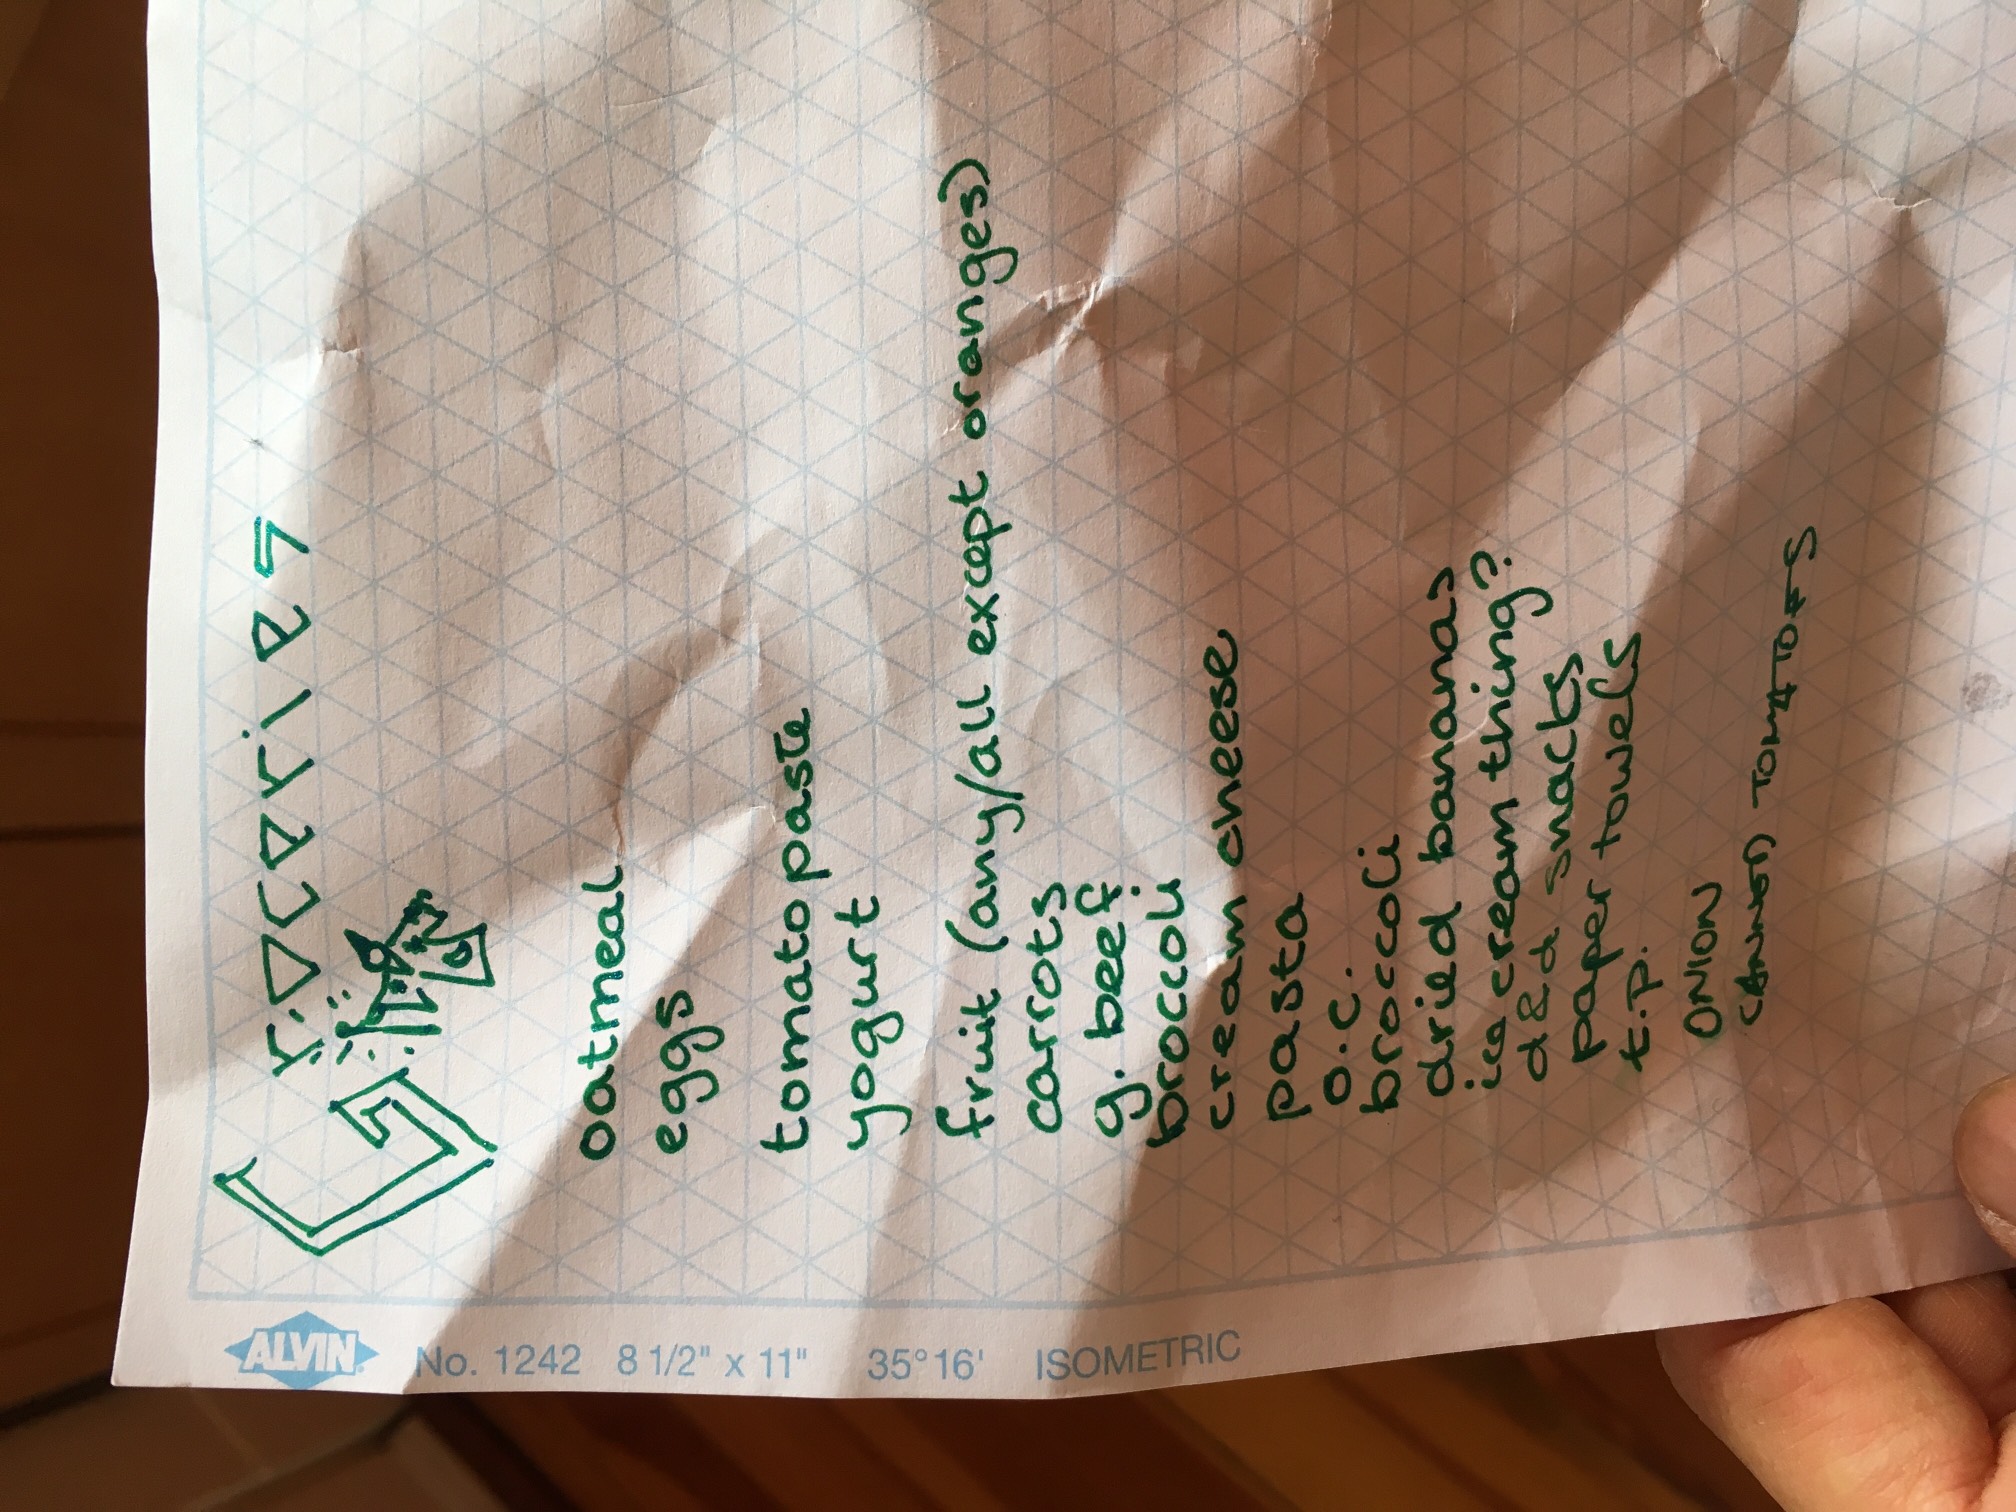 Groceries
oatmeal
eggs
tomato paste
yogurt
fruit (any/all except oranges)
carrots
g. beef
broccoli
cream cheese
pasta
o.c.
broccoli
dried bananas
ice cream thing?
d&d snacks
paper towels
t.p.
ONION
CANNED TOMATOES
ALVIN No. 1242 8 1/2" x 11" 35°16' ISOMETRIC